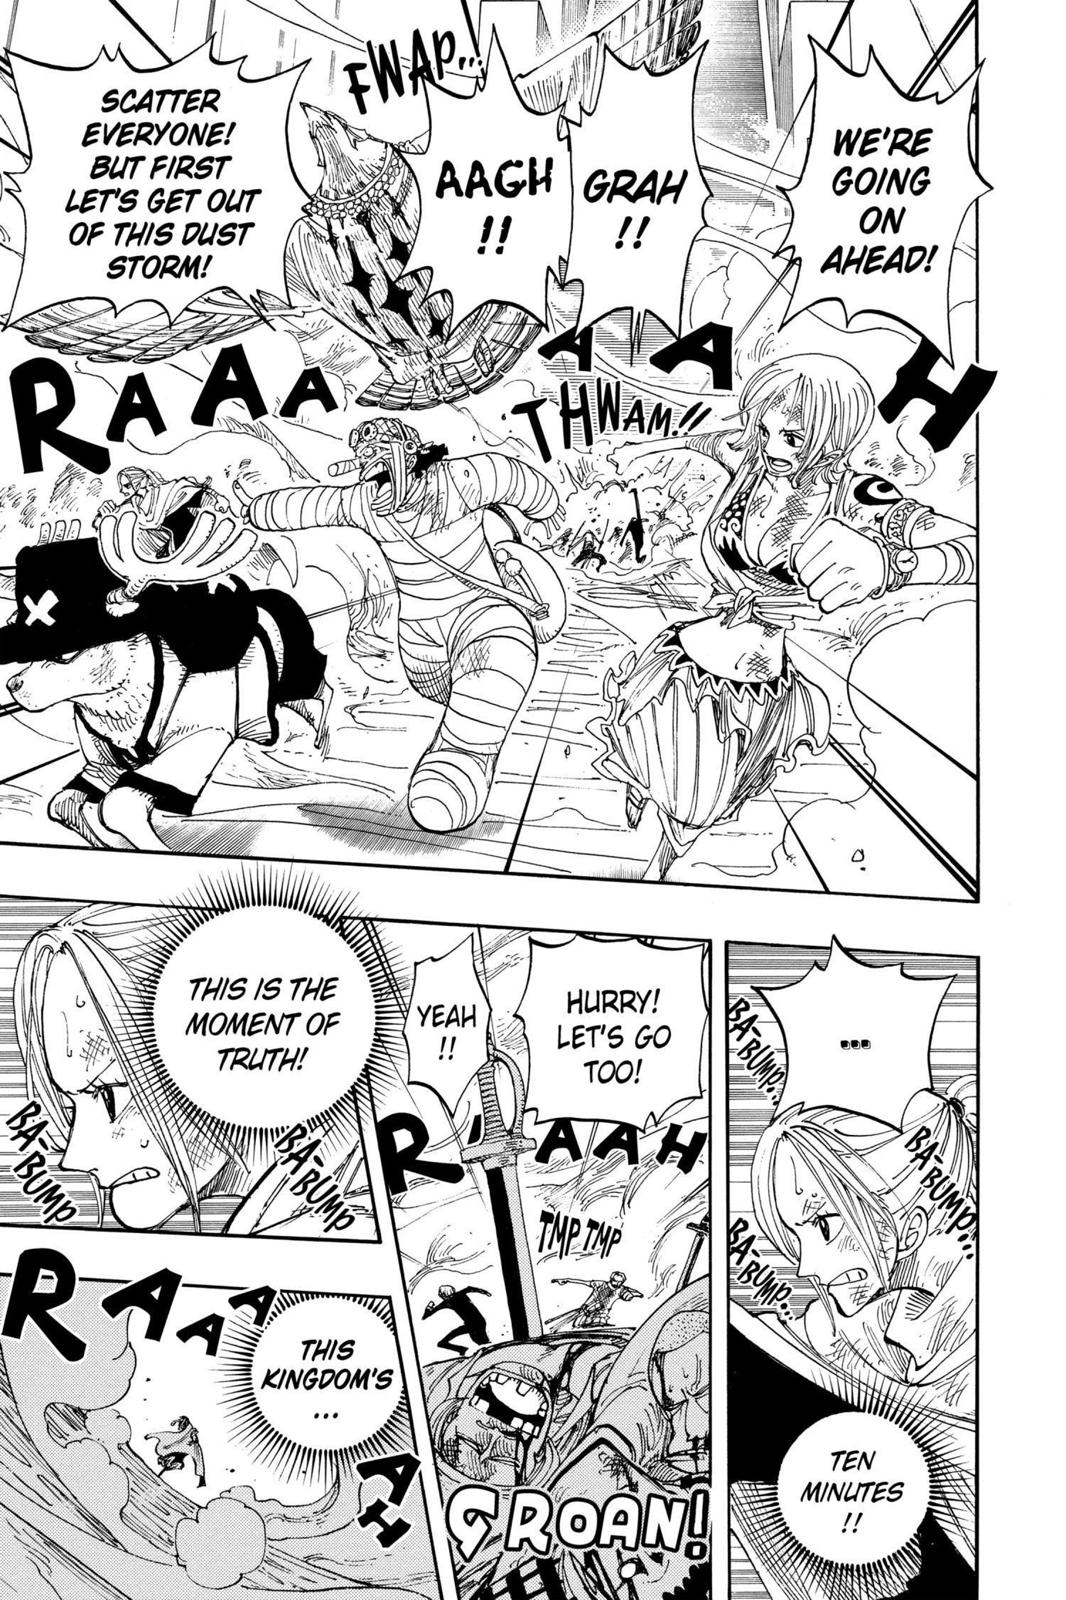 WE'RE
GOING
ON
AHEAD!
GRAH
!!
AAGH
!!
FWAP...!
SCATTER
EVERYONE!
BUT FIRST
LET'S GET OUT
OF THIS DUST
STORM!
RAAAAAH
THWAM!!
...
BA-BUMP...
BA-BUMP...
BA-BUMP...
TEN
MINUTES
!!
HURRY!
LET'S GO
TOO!
YEAH
!!
RAAAH
TMP TMP
GROAN!
THIS IS THE
MOMENT OF
TRUTH!
BA-BUMP
BA-BUMP
THIS
KINGDOM'S
...
RAAAAH